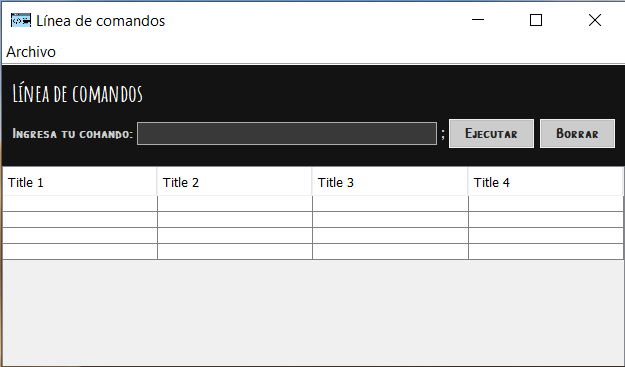 Línea de comandos
Archivo
Línea de comandos
Ingresa tu comando: ; Ejecutar Borrar
Title 1 Title 2 Title 3 Title 4